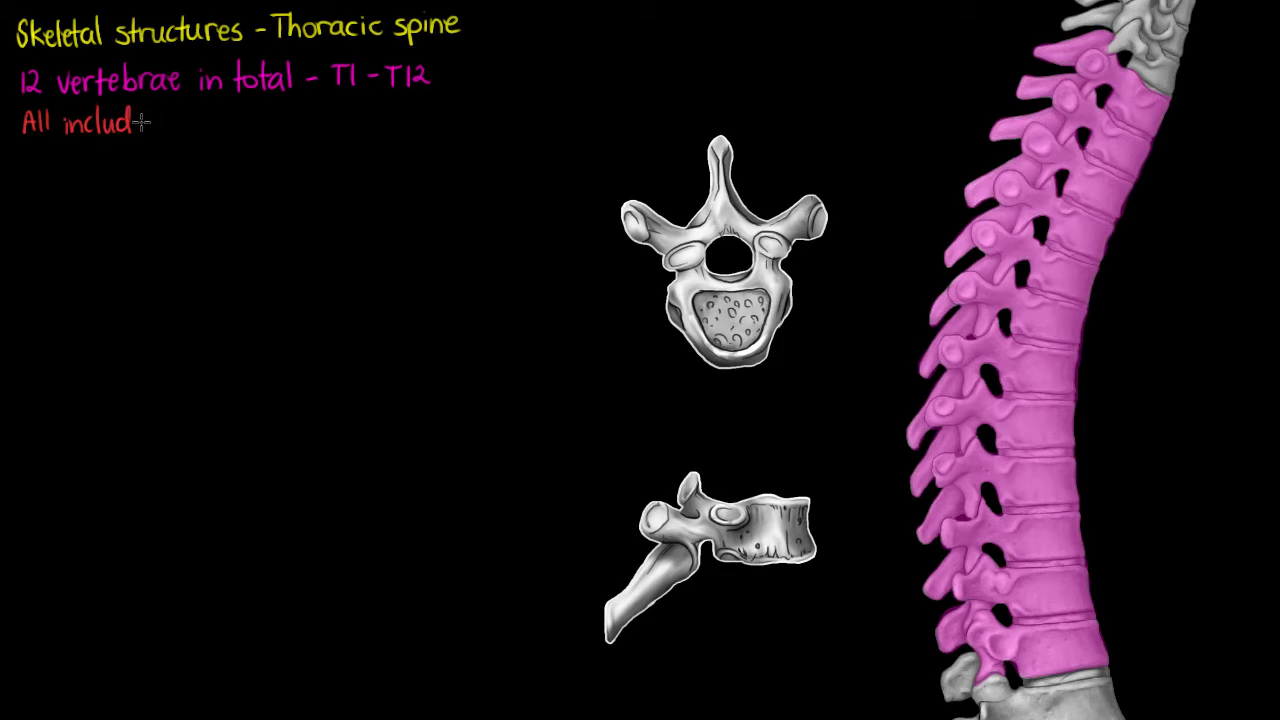 Skeletal structures - Thoracic spine
12 vertebrae in total - T1 - T12
All includ